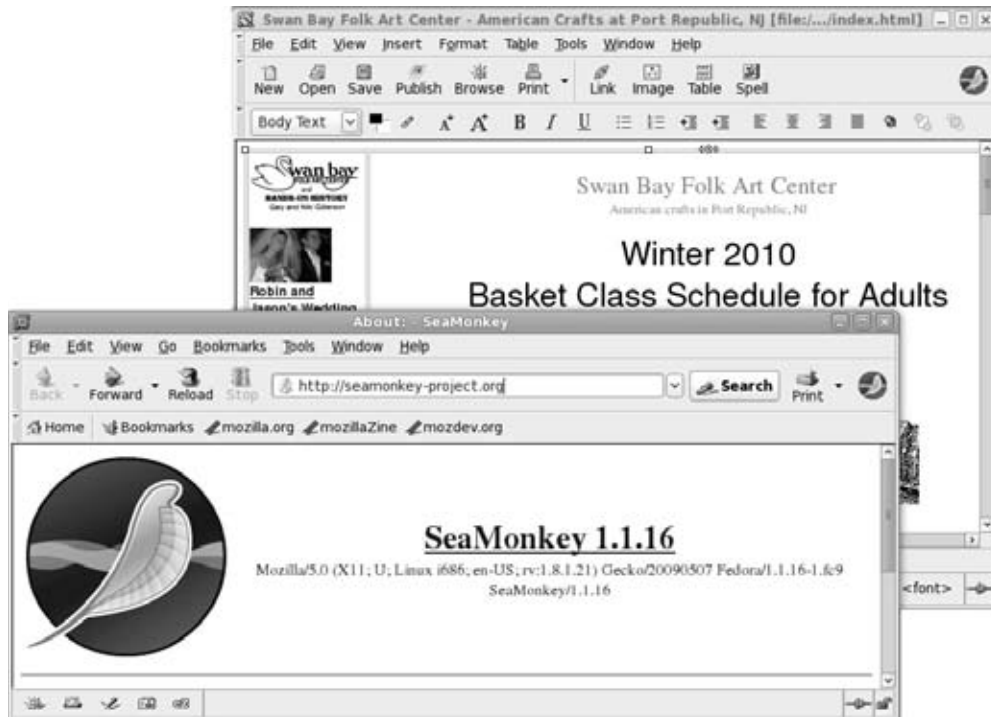 Swan Bay Folk Art Center - American Crafts at Port Republic, NJ [file:/.../index.html]
File Edit View Insert Format Table Tools Window Help
New Open Save Publish Browse Print Link Image Table Spell
Body Text B I U
Swan bay
and
HANDS-ON HISTORY
Robin and
Jason's Wedding
Swan Bay Folk Art Center
American crafts in Port Republic, NJ
Winter 2010
Basket Class Schedule for Adults
<font>
About: - SeaMonkey
File Edit View Go Bookmarks Tools Window Help
Back Forward Reload Stop http://seamonkey-project.org Search Print
Home Bookmarks mozilla.org mozillaZine mozdev.org
SeaMonkey 1.1.16
Mozilla/5.0 (X11; U; Linux i686; en-US; rv:1.8.1.21) Gecko/20090507 Fedora/1.1.16-1.fc9
SeaMonkey/1.1.16